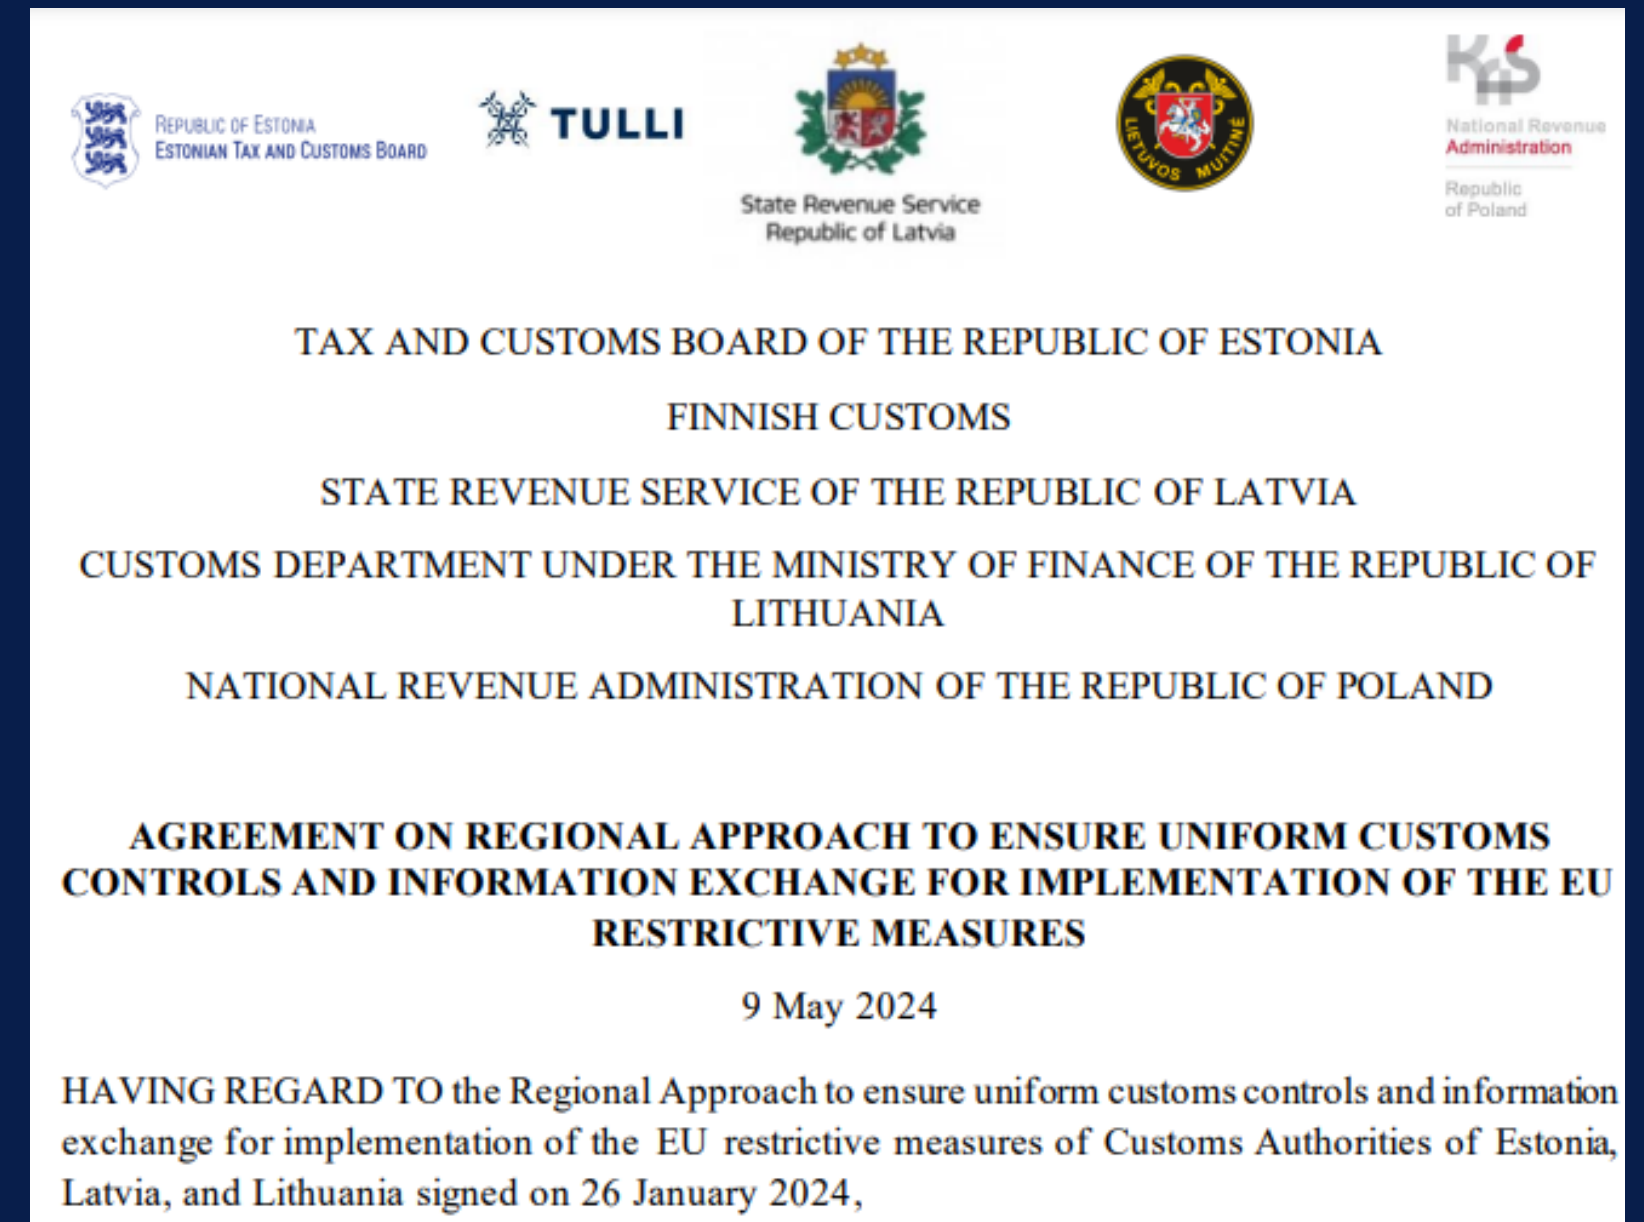 REPUBLIC OF ESTONIA
ESTONIAN TAX AND CUSTOMS BOARD
TULLI
State Revenue Service
Republic of Latvia
LIETUVOS MUITINĖ
KAS
National Revenue
Administration
Republic
of Poland
TAX AND CUSTOMS BOARD OF THE REPUBLIC OF ESTONIA
FINNISH CUSTOMS
STATE REVENUE SERVICE OF THE REPUBLIC OF LATVIA
CUSTOMS DEPARTMENT UNDER THE MINISTRY OF FINANCE OF THE REPUBLIC OF
LITHUANIA
NATIONAL REVENUE ADMINISTRATION OF THE REPUBLIC OF POLAND
AGREEMENT ON REGIONAL APPROACH TO ENSURE UNIFORM CUSTOMS
CONTROLS AND INFORMATION EXCHANGE FOR IMPLEMENTATION OF THE EU
RESTRICTIVE MEASURES
9 May 2024
HAVING REGARD TO the Regional Approach to ensure uniform customs controls and information
exchange for implementation of the EU restrictive measures of Customs Authorities of Estonia,
Latvia, and Lithuania signed on 26 January 2024,